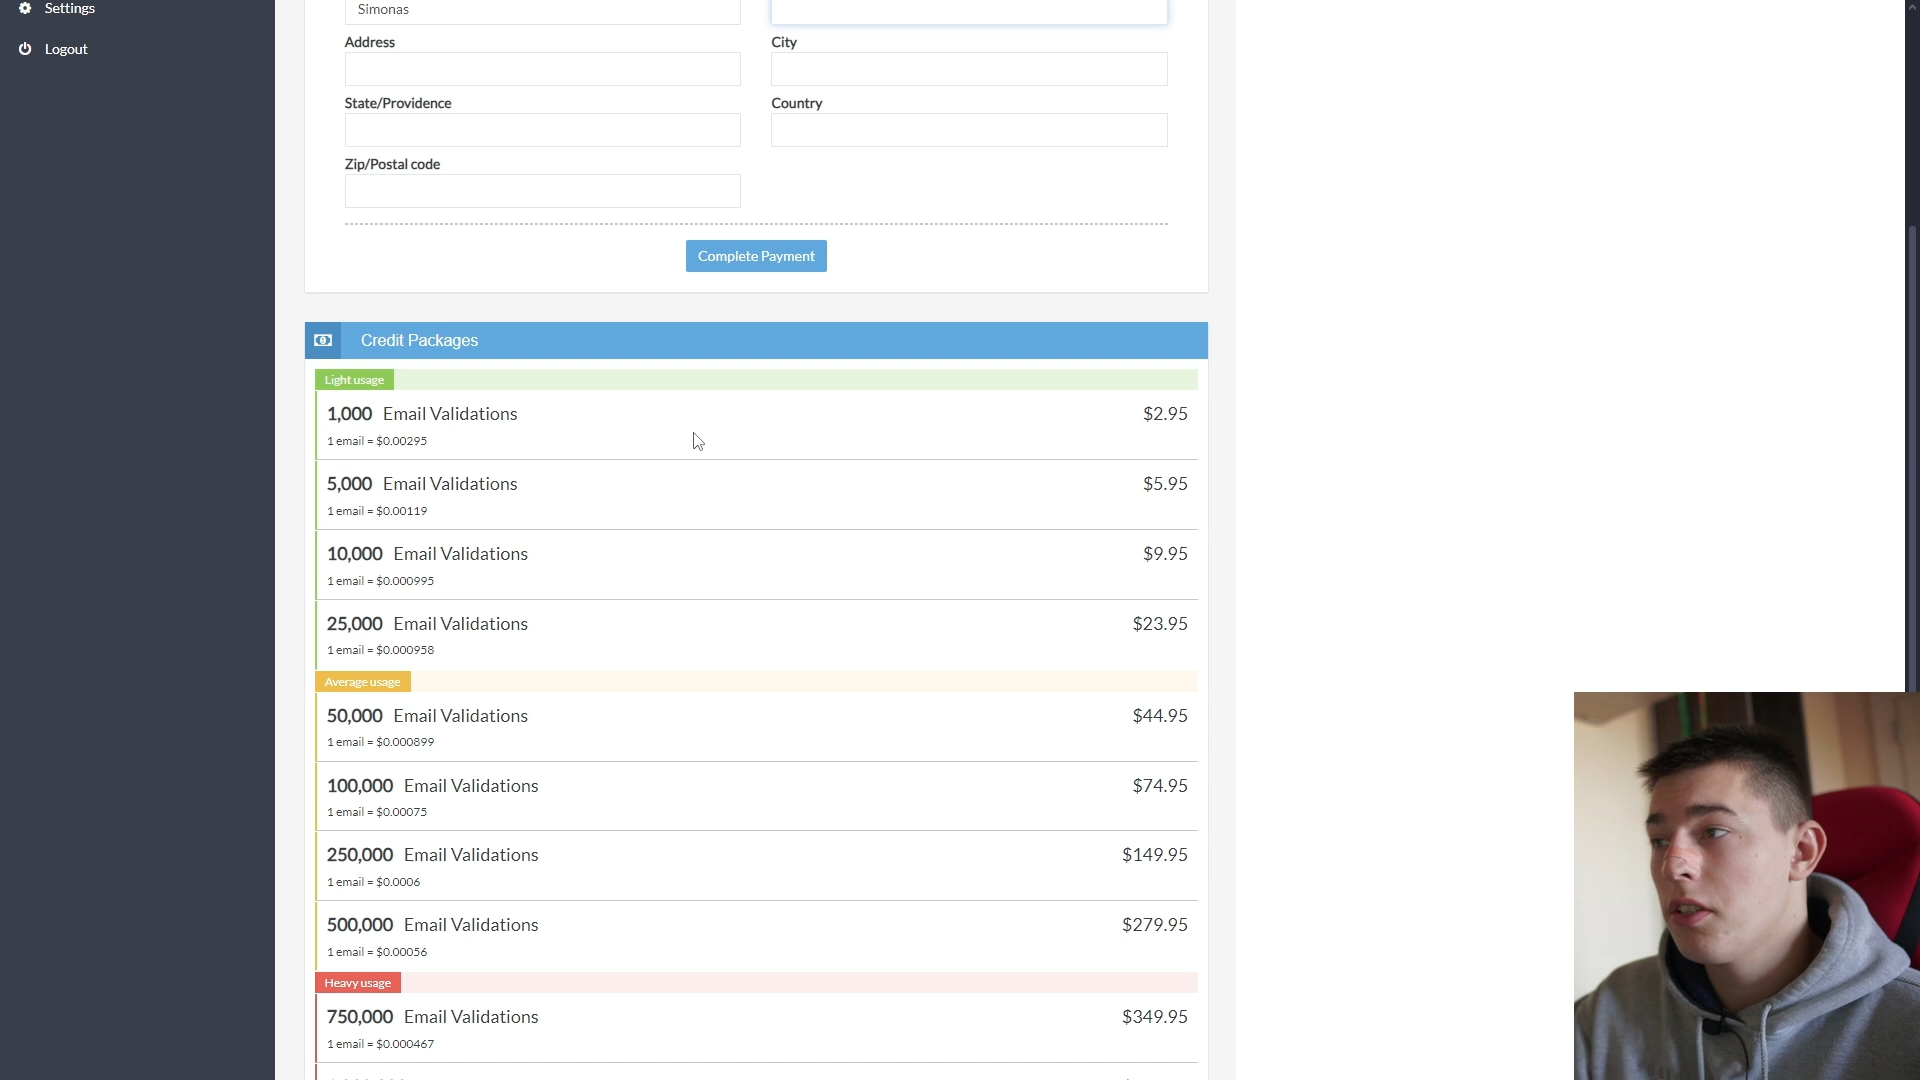 Settings
Logout
Simonas
Address
City
State/Providence
Country
Zip/Postal code
Complete Payment
Credit Packages
Light usage
1,000 Email Validations $2.95
1 email = $0.00295
5,000 Email Validations $5.95
1 email = $0.00119
10,000 Email Validations $9.95
1 email = $0.000995
25,000 Email Validations $23.95
1 email = $0.000958
Average usage
50,000 Email Validations $44.95
1 email = $0.000899
100,000 Email Validations $74.95
1 email = $0.00075
250,000 Email Validations $149.95
1 email = $0.0006
500,000 Email Validations $279.95
1 email = $0.00056
Heavy usage
750,000 Email Validations $349.95
1 email = $0.000467